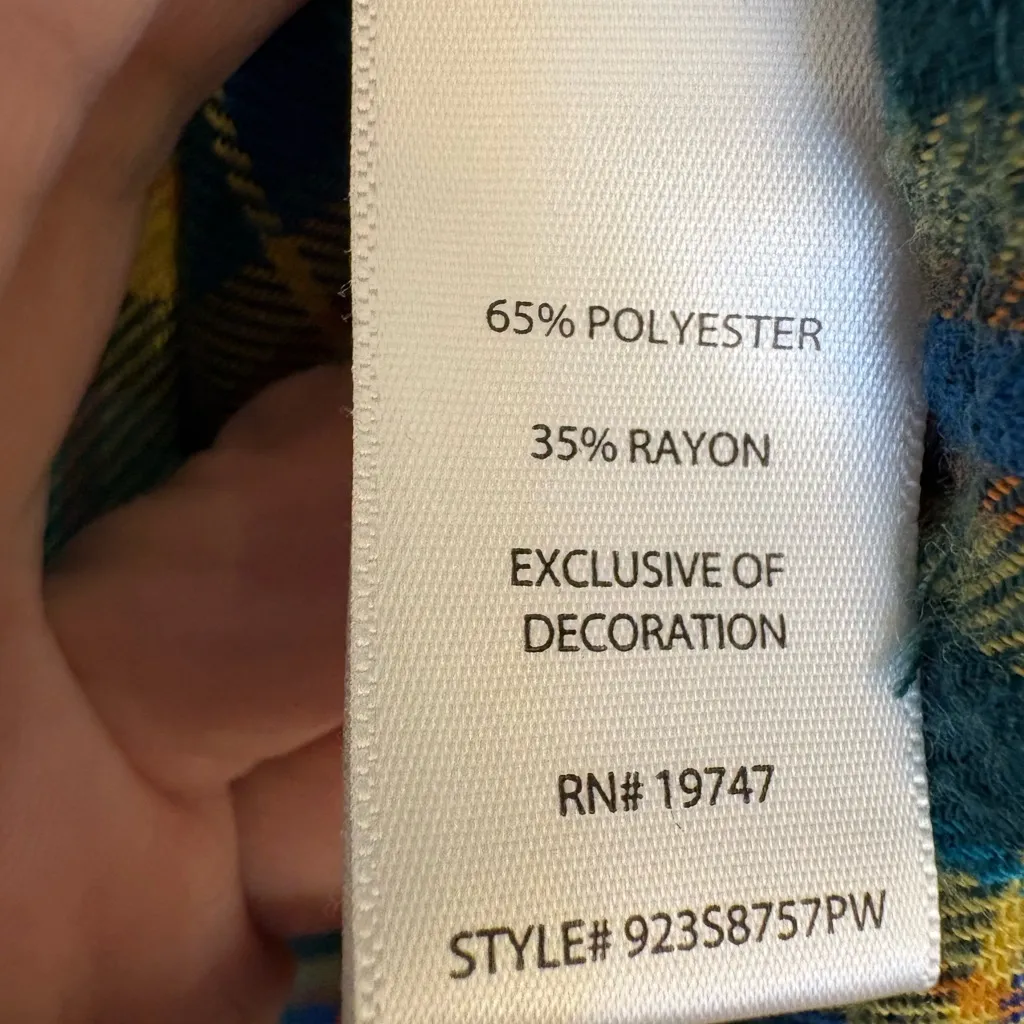 65% POLYESTER
35% RAYON
EXCLUSIVE OF
DECORATION
RN# 19747
STYLE# 923S8757PW